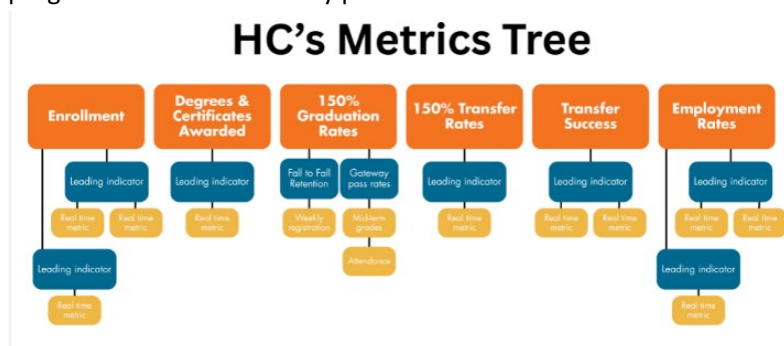 HC's Metrics Tree
Enrollment
Degrees &
Certificates
Awarded
150%
Graduation
Rates
150% Transfer
Rates
Transfer
Success
Employment
Rates
Leading indicator
Leading indicator
Fall to Fall
Retention
Gateway
pass rates
Leading indicator
Leading indicator
Leading indicator
Real time
metric
Real time
metric
Real time
metric
Weekly
registration
Mid-term
grades
Real time
metric
Real time
metric
Real time
metric
Real time
metric
Real time
metric
Attendance
Leading indicator
Leading indicator
Real time
metric
Real time
metric